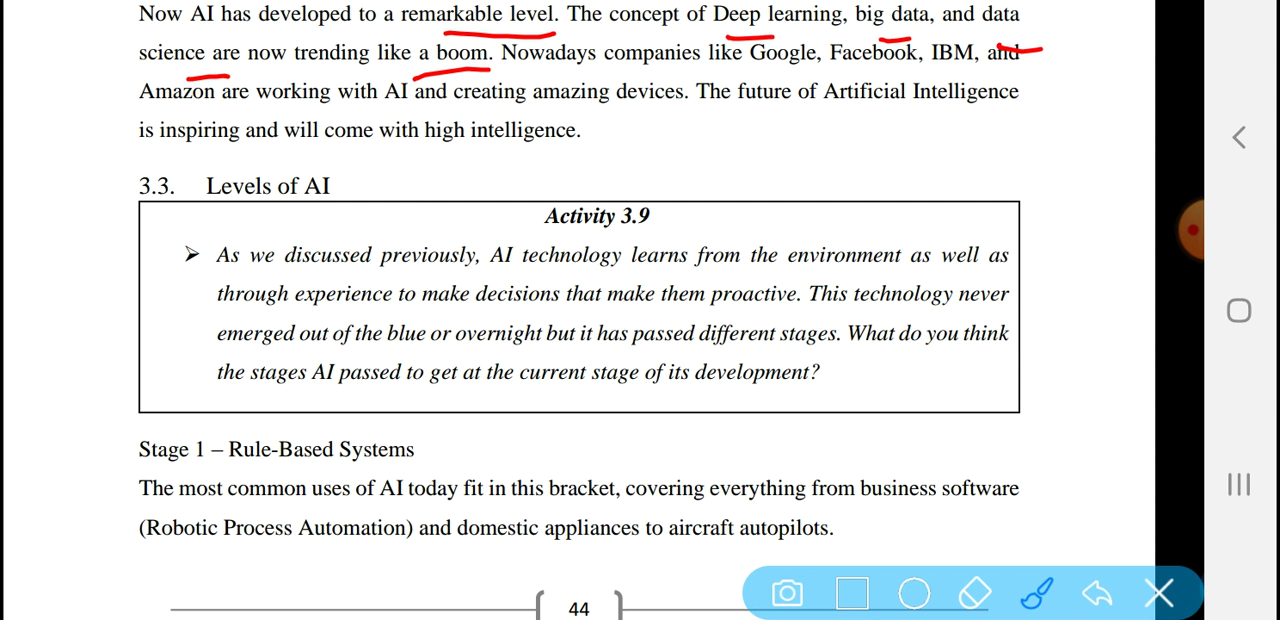 Now AI has developed to a remarkable level. The concept of Deep learning, big data, and data
science are now trending like a boom. Nowadays companies like Google, Facebook, IBM, and
Amazon are working with AI and creating amazing devices. The future of Artificial Intelligence
is inspiring and will come with high intelligence.
3.3. Levels of AI
Activity 3.9
➢ As we discussed previously, AI technology learns from the environment as well as
through experience to make decisions that make them proactive. This technology never
emerged out of the blue or overnight but it has passed different stages. What do you think
the stages AI passed to get at the current stage of its development?
Stage 1 – Rule-Based Systems
The most common uses of AI today fit in this bracket, covering everything from business software
(Robotic Process Automation) and domestic appliances to aircraft autopilots.
44